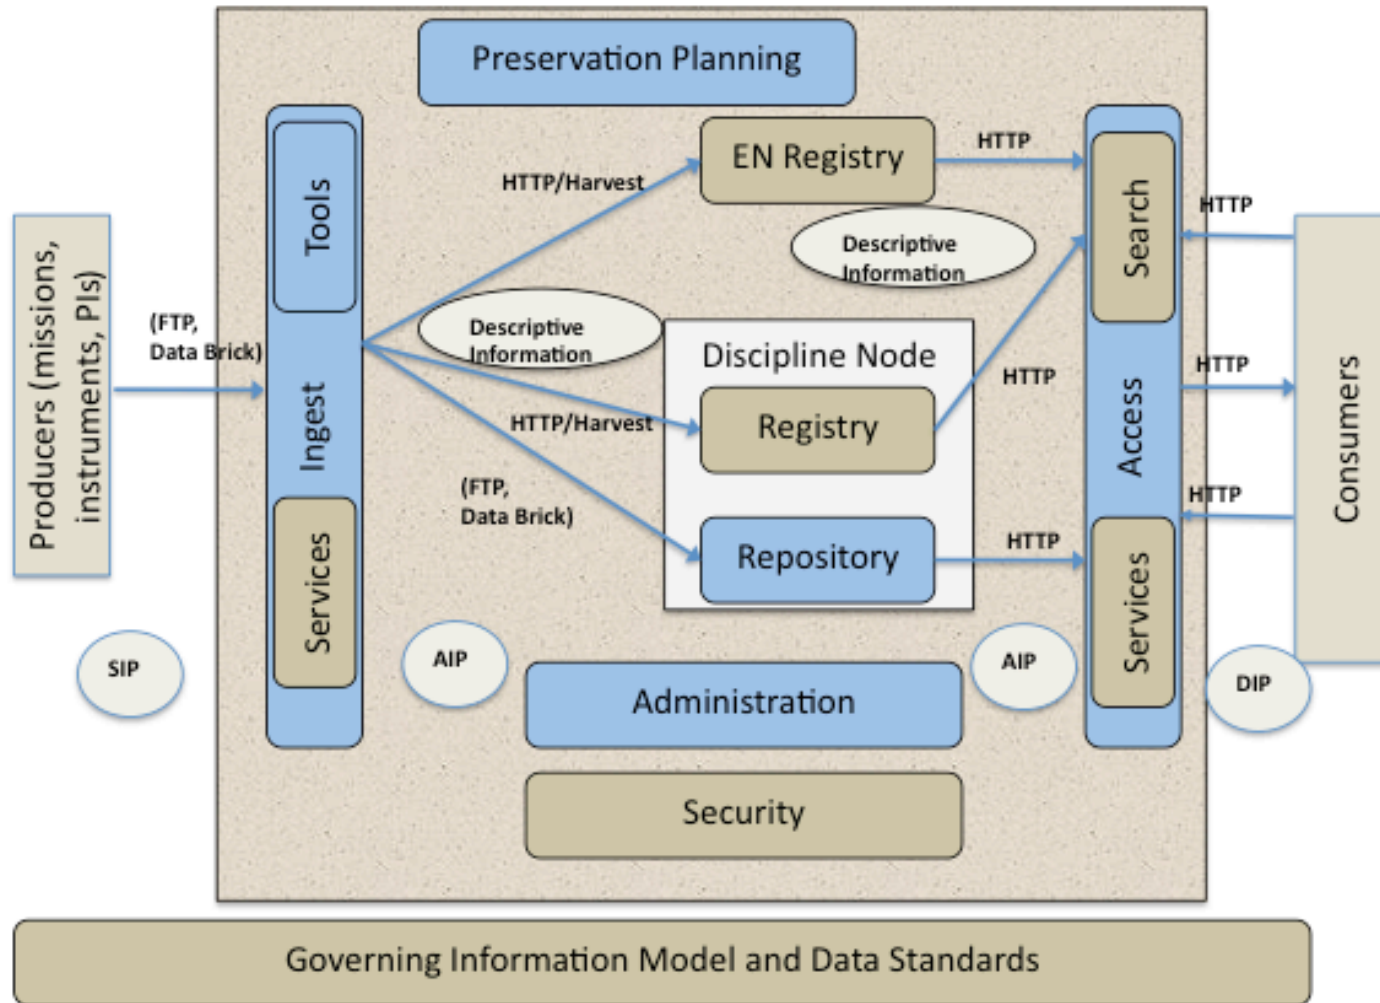 Preservation Planning
Tools
Ingest
Services
Producers (missions,
instruments, PIs)
(FTP,
Data Brick)
HTTP/Harvest
EN Registry
HTTP
Descriptive
Information
Descriptive
Information
Discipline Node
HTTP
HTTP/Harvest
Registry
(FTP,
Data Brick)
Repository
HTTP
Search
Access
Services
HTTP
HTTP
HTTP
Consumers
SIP
AIP
AIP
DIP
Administration
Security
Governing Information Model and Data Standards